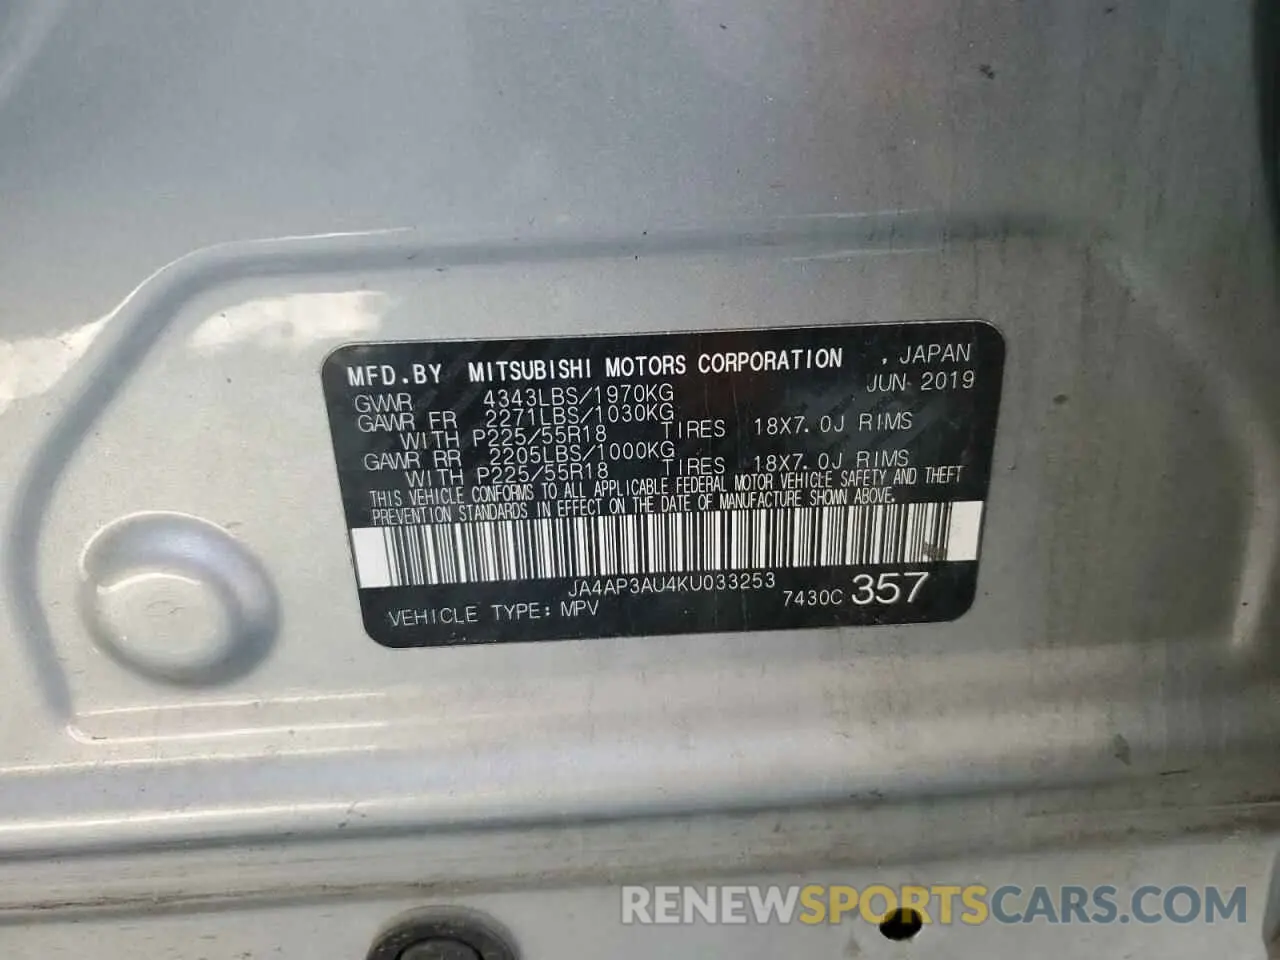 MFD.BY MITSUBISHI MOTORS CORPORATION , JAPAN
JUN 2019
GVWR 4343LBS/1970KG
GAWR FR 2271LBS/1030KG
WITH P225/55R18 TIRES 18X7.0J RIMS
GAWR RR 2205LBS/1000KG
WITH P225/55R18 TIRES 18X7.0J RIMS
THIS VEHICLE CONFORMS TO ALL APPLICABLE FEDERAL MOTOR VEHICLE SAFETY AND THEFT
PREVENTION STANDARDS IN EFFECT ON THE DATE OF MANUFACTURE SHOWN ABOVE.
JA4AP3AU4KU033253
VEHICLE TYPE: MPV 7430C 357
RENEWSPORTSCARS.COM